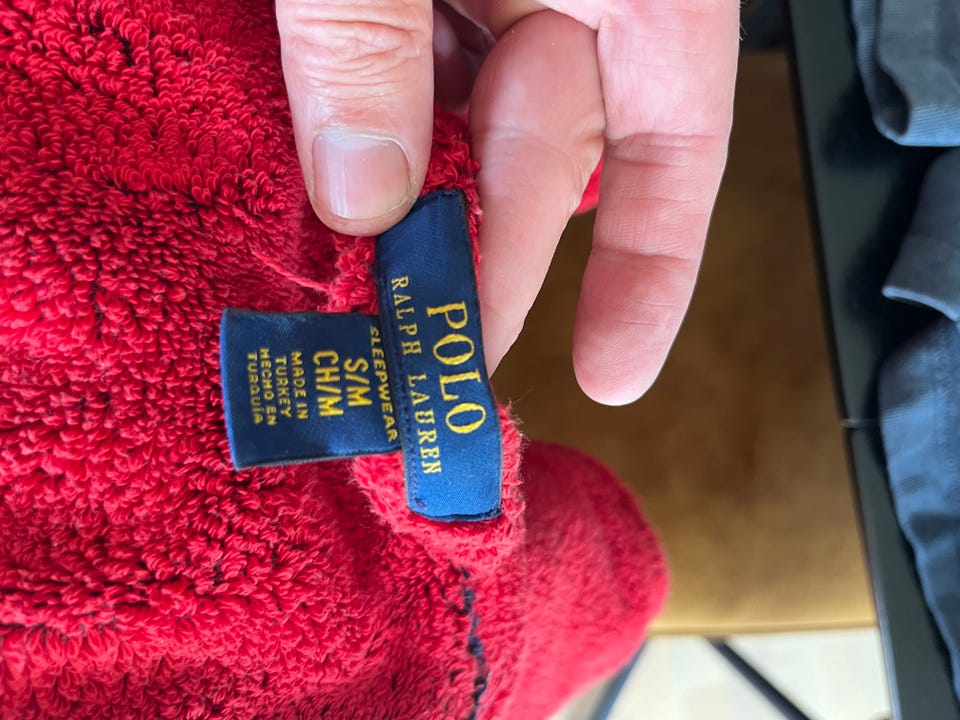 POLO
RALPH LAUREN
SLEEPWEAR
S/M
CH/M
MADE IN
TURKEY
HECHO EN
TURQUÍA